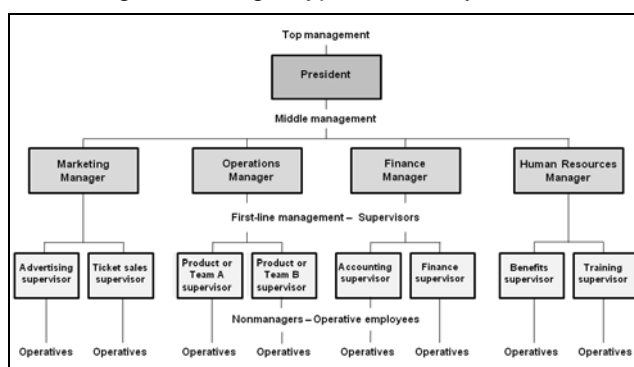 Top management
President
Middle management
Marketing
Manager
Operations
Manager
Finance
Manager
Human Resources
Manager
First-line management – Supervisors
Advertising
supervisor
Ticket sales
supervisor
Product or
Team A
supervisor
Product or
Team B
supervisor
Accounting
supervisor
Finance
supervisor
Benefits
supervisor
Training
supervisor
Nonmanagers – Operative employees
Operatives
Operatives
Operatives
Operatives
Operatives
Operatives
Operatives
Operatives